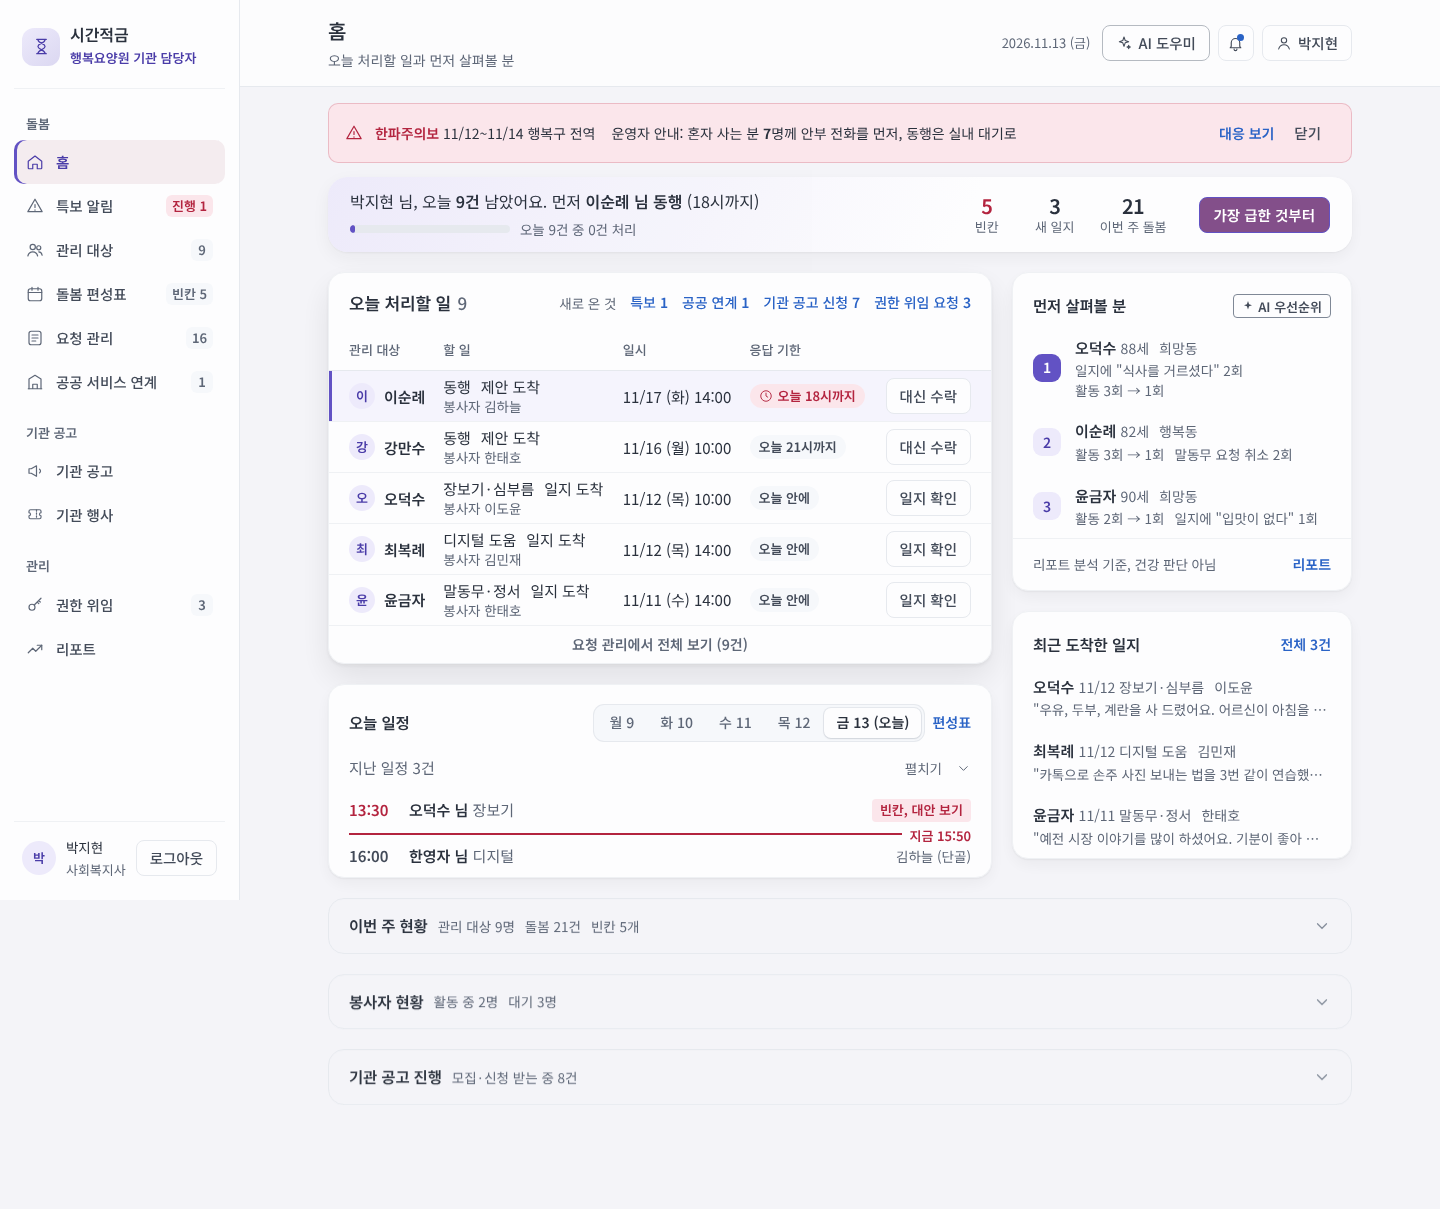 시간적금
행복요양원 기관 담당자
돌봄
홈
특보 알림 진행 1
관리 대상 9
돌봄 편성표 빈칸 5
요청 관리 16
공공 서비스 연계 1
기관 공고
기관 공고
기관 행사
관리
권한 위임 3
리포트
박 박지현
사회복지사
로그아웃
홈
오늘 처리할 일과 먼저 살펴볼 분
2026.11.13 (금) AI 도우미 박지현
한파주의보 11/12~11/14 행복구 전역 운영자 안내: 혼자 사는 분 7명께 안부 전화를 먼저, 동행은 실내 대기로 대응 보기 닫기
박지현 님, 오늘 9건 남았어요. 먼저 이순례 님 동행 (18시까지)
오늘 9건 중 0건 처리
5 빈칸
3 새 일지
21 이번 주 돌봄
가장 급한 것부터
오늘 처리할 일 9
새로 온 것 특보 1 공공 연계 1 기관 공고 신청 7 권한 위임 요청 3
관리 대상 할 일 일시 응답 기한
이 이순례 동행 제안 도착 11/17 (화) 14:00 오늘 18시까지 대신 수락
봉사자 김하늘
강 강만수 동행 제안 도착 11/16 (월) 10:00 오늘 21시까지 대신 수락
봉사자 한태호
오 오덕수 장보기·심부름 일지 도착 11/12 (목) 10:00 오늘 안에 일지 확인
봉사자 이도윤
최 최복례 디지털 도움 일지 도착 11/12 (목) 14:00 오늘 안에 일지 확인
봉사자 김민재
윤 윤금자 말동무·정서 일지 도착 11/11 (수) 14:00 오늘 안에 일지 확인
봉사자 한태호
요청 관리에서 전체 보기 (9건)
먼저 살펴볼 분 AI 우선순위
1 오덕수 88세 희망동
일지에 "식사를 거르셨다" 2회
활동 3회 → 1회
2 이순례 82세 행복동
활동 3회 → 1회 말동무 요청 취소 2회
3 윤금자 90세 희망동
활동 2회 → 1회 일지에 "입맛이 없다" 1회
리포트 분석 기준, 건강 판단 아님 리포트
오늘 일정 월 9 화 10 수 11 목 12 금 13 (오늘) 편성표
지난 일정 3건 펼치기
13:30 오덕수 님 장보기 빈칸, 대안 보기
지금 15:50
16:00 한영자 님 디지털 김하늘 (단골)
최근 도착한 일지 전체 3건
오덕수 11/12 장보기·심부름 이도윤
"우유, 두부, 계란을 사 드렸어요. 어르신이 아침을 …
최복례 11/12 디지털 도움 김민재
"카톡으로 손주 사진 보내는 법을 3번 같이 연습했…
윤금자 11/11 말동무·정서 한태호
"예전 시장 이야기를 많이 하셨어요. 기분이 좋아 …
이번 주 현황 관리 대상 9명 돌봄 21건 빈칸 5개
봉사자 현황 활동 중 2명 대기 3명
기관 공고 진행 모집·신청 받는 중 8건